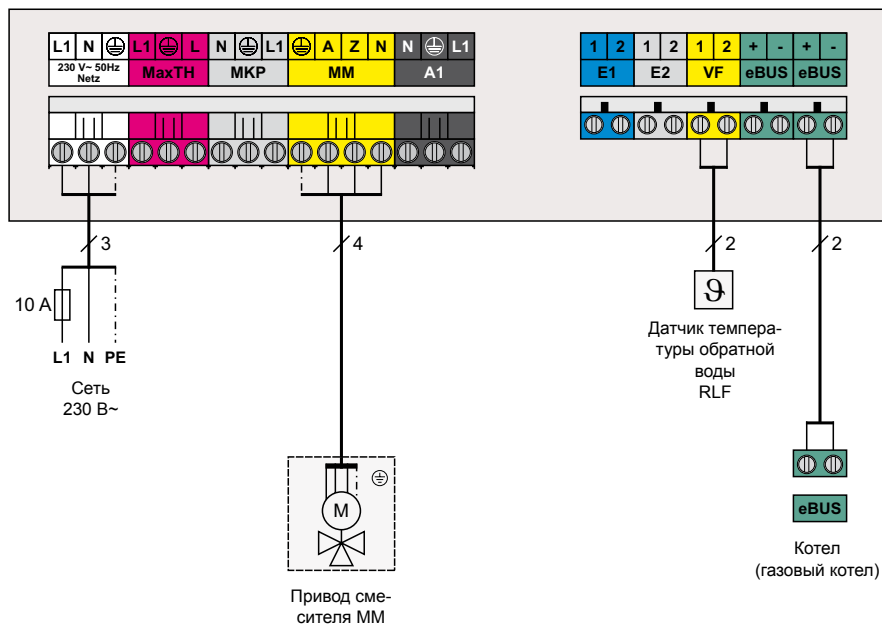 L1 N L1 L N L1 A Z N N L1
230 V~ 50Hz
Netz
MaxTH MKP MM A1
1 2 1 2 1 2 + - + -
E1 E2 VF eBUS eBUS
3
4
2
2
10 A
L1 N PE
Сеть
230 В~
ϑ
Датчик темпера-
туры обратной
воды
RLF
M
Привод сме-
сителя ММ
eBUS
Котел
(газовый котел)